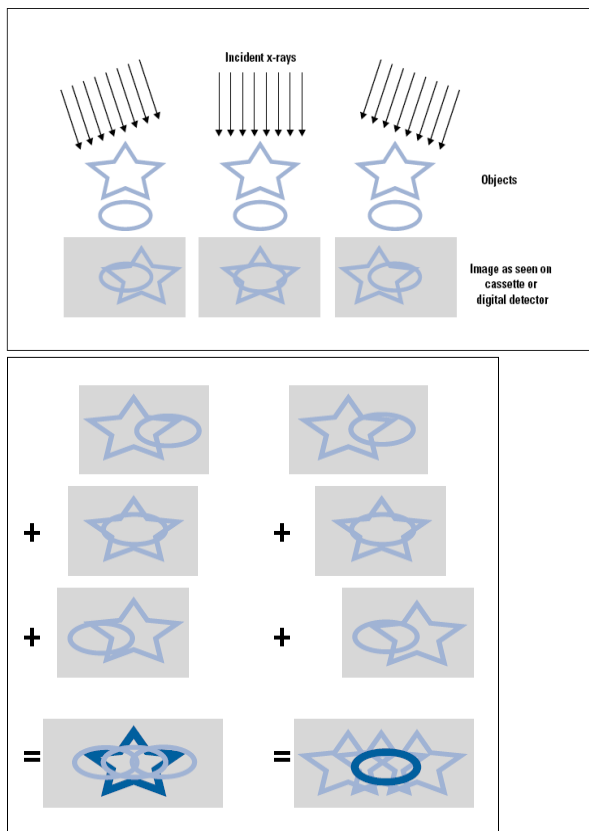 Incident x-rays
Objects
Image as seen on
cassette or
digital detector
+
+
+
+
=
=